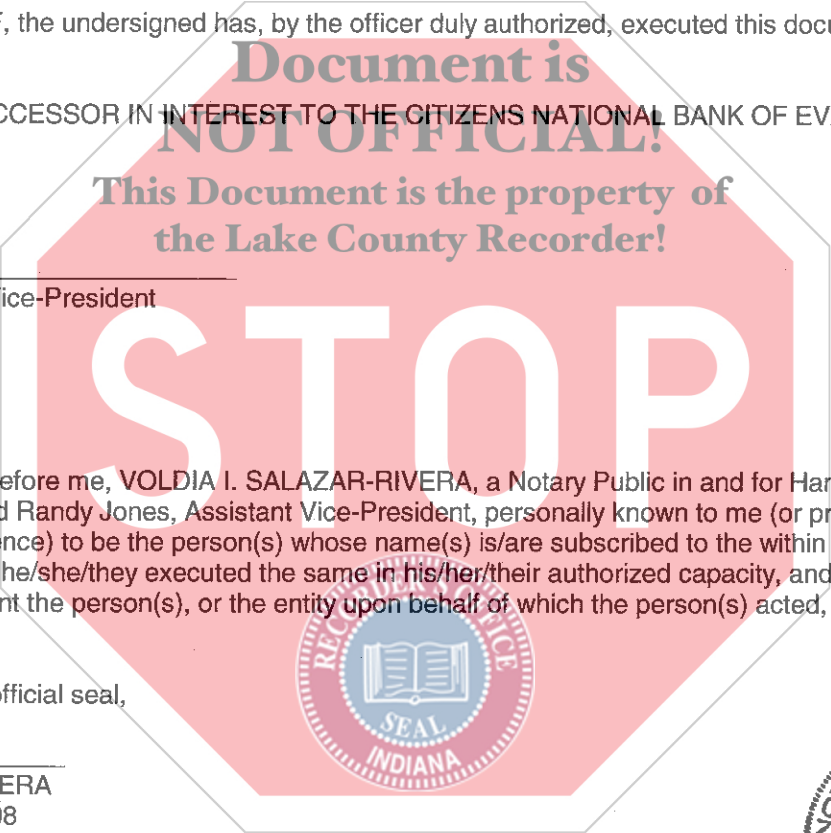 , the undersigned has, by the officer duly authorized, executed this docu
Document is
CCESSOR IN INTEREST TO THE CITIZENS NATIONAL BANK OF EV
NOT OFFICIAL!
This Document is the property of
the Lake County Recorder!
ice-President
STOP
efore me, VOLDIA I. SALAZAR-RIVERA, a Notary Public in and for Har
d Randy Jones, Assistant Vice-President, personally known to me (or pr
nce) to be the person(s) whose name(s) is/are subscribed to the within
he/she/they executed the same in his/her/their authorized capacity, and
nt the person(s), or the entity upon behalf of which the person(s) acted,
RECORDER'S OFFICE
fficial seal,
SEAL
INDIANA
ERA
98